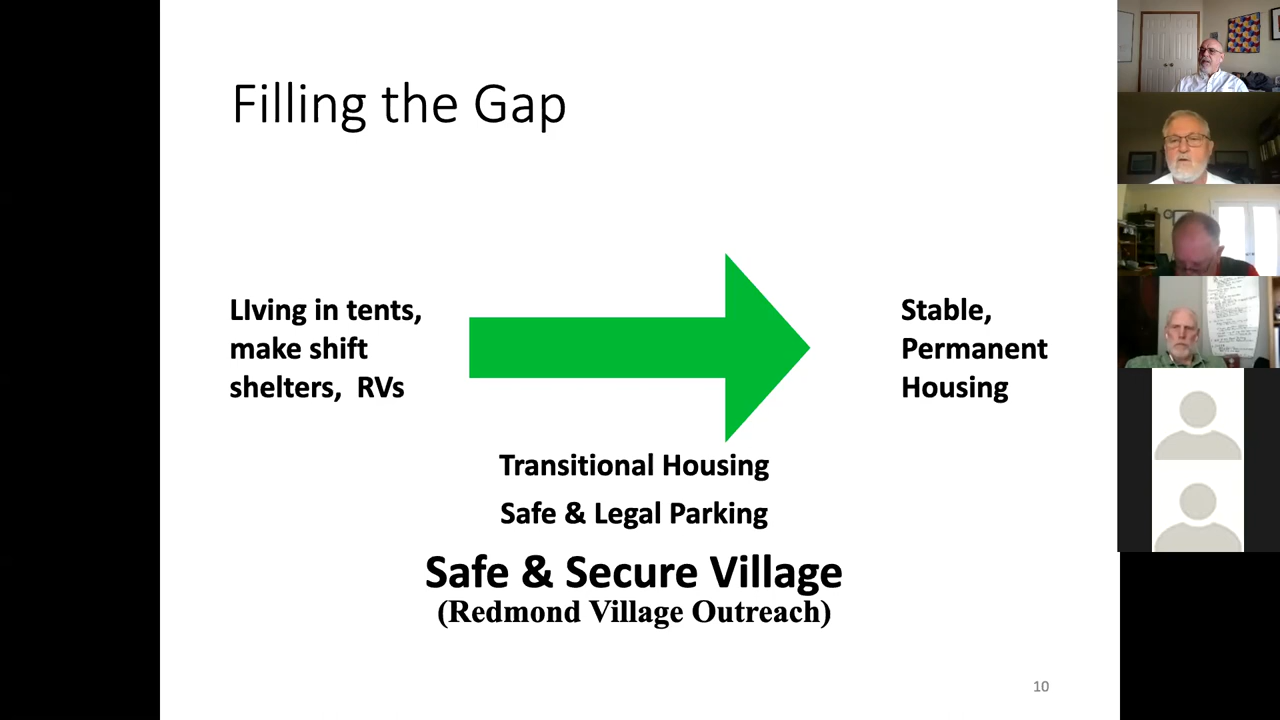 Filling the Gap
LIving in tents,
make shift
shelters, RVs
Stable,
Permanent
Housing
Transitional Housing
Safe & Legal Parking
Safe & Secure Village
(Redmond Village Outreach)
10